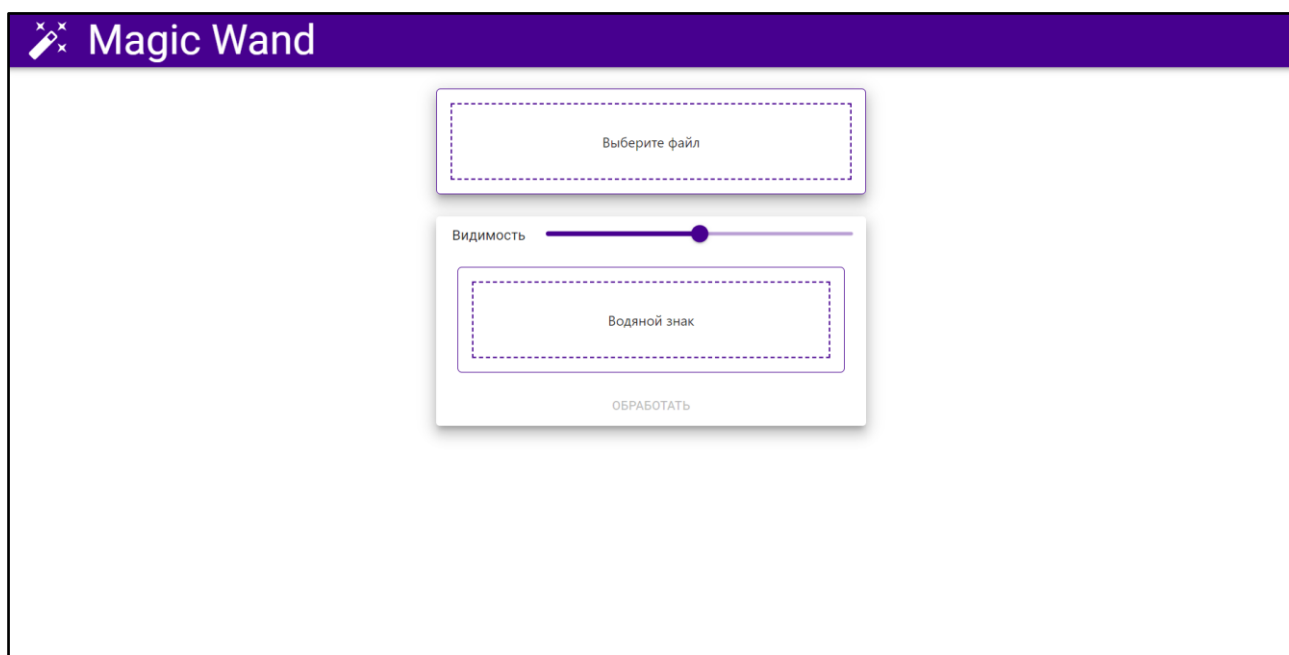 Magic Wand
Выберите файл
Видимость
Водяной знак
ОБРАБОТАТЬ